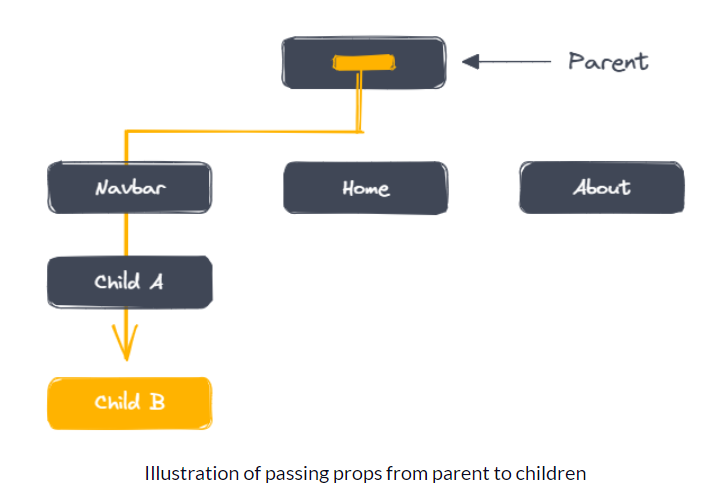 Parent
Navbar
Home
About
Child A
Child B
Illustration of passing props from parent to children